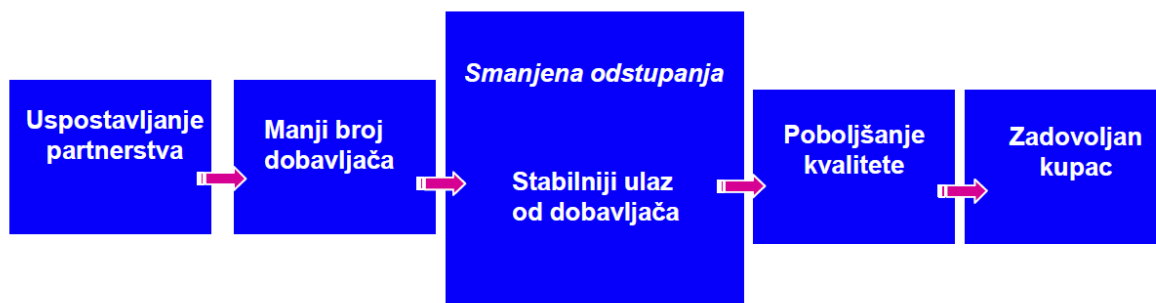 Uspostavljanje
partnerstva
Manji broj
dobavljača
Smanjena odstupanja
Stabilniji ulaz
od dobavljača
Poboljšanje
kvalitete
Zadovoljan
kupac